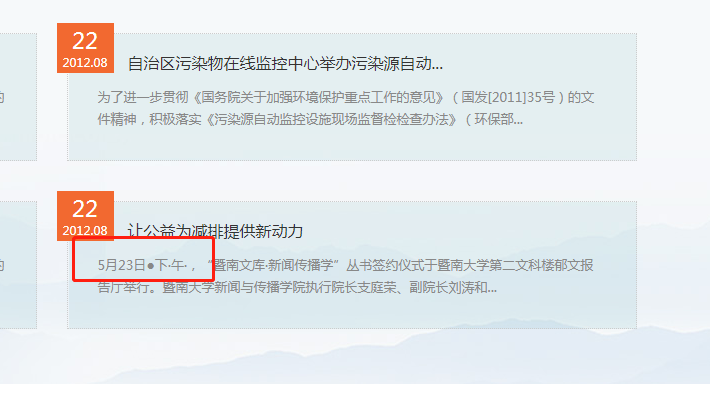 22
2012.08
自治区污染物在线监控中心举办污染源自动...
的
为了进一步贯彻《国务院关于加强环境保护重点工作的意见》（国发[2011]35号）的文
件精神，积极落实《污染源自动监控设施现场监督检检查办法》（环保部...
22
2012.08
让公益为减排提供新动力
的
5月23日●下·午·，“暨南文库·新闻传播学”丛书签约仪式于暨南大学第二文科楼郁文报
告厅举行。暨南大学新闻与传播学院执行院长支庭荣、副院长刘涛和...